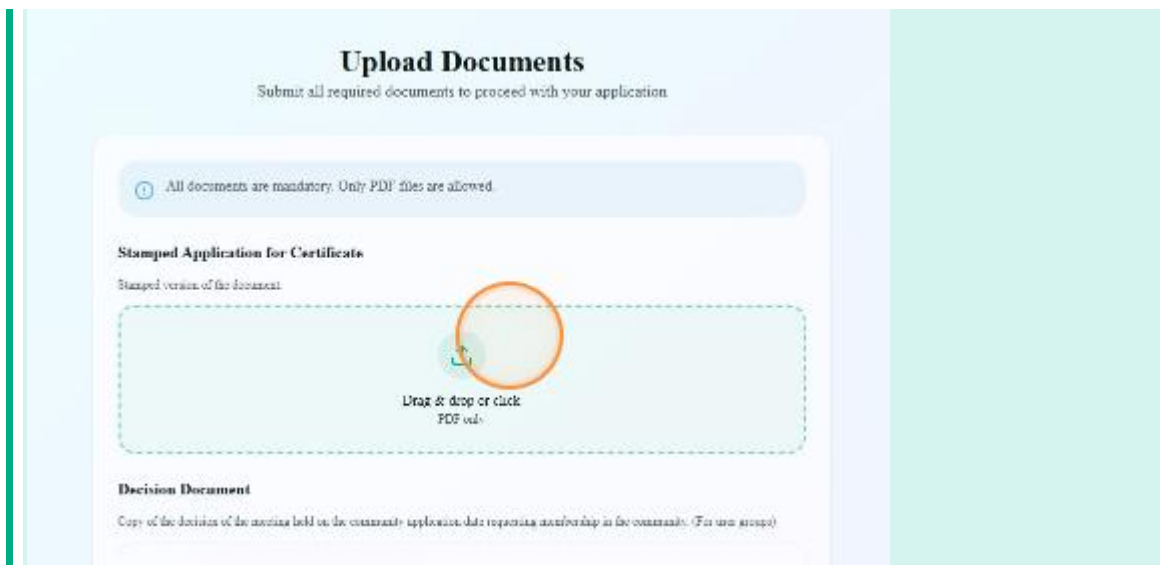 Upload Documents
Submit all required documents to proceed with your application
All documents are mandatory. Only PDF files are allowed.
Stamped Application for Certificate
Stamped version of the document.
Drag & drop or click
PDF only
Decision Document
Copy of the decision of the meeting held on the community application date requesting membership in the community. (For user groups)